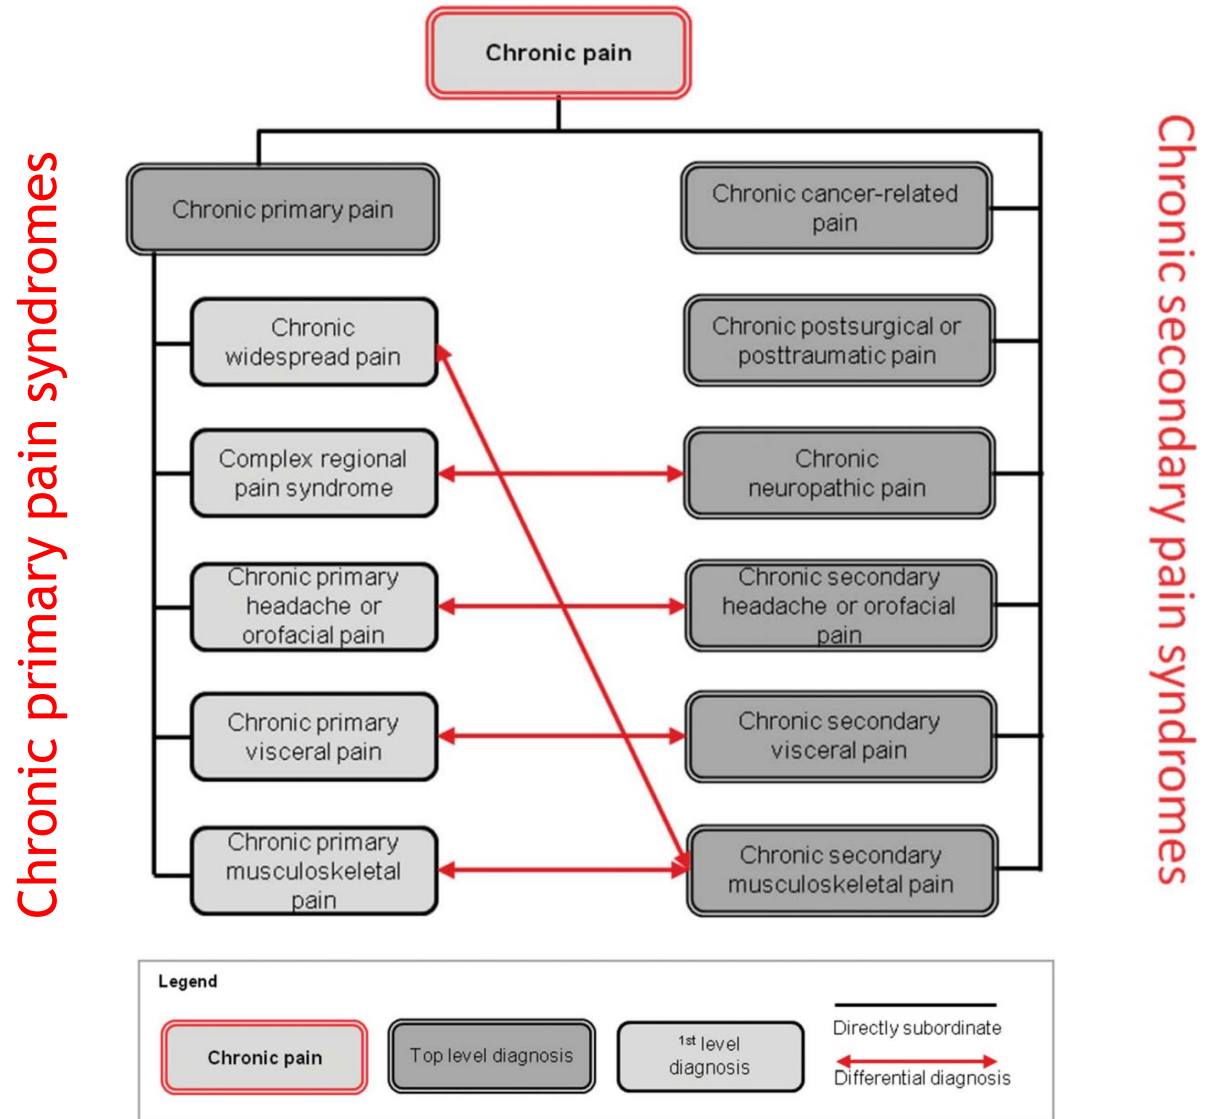 Chronic pain
Chronic primary pain syndromes
Chronic primary pain
Chronic
widespread pain
Complex regional
pain syndrome
Chronic primary
headache or
orofacial pain
Chronic primary
visceral pain
Chronic primary
musculoskeletal
pain
Chronic cancer-related
pain
Chronic postsurgical or
posttraumatic pain
Chronic
neuropathic pain
Chronic secondary
headache or orofacial
pain
Chronic secondary
visceral pain
Chronic secondary
musculoskeletal pain
Chronic secondary pain syndromes
Legend
Chronic pain
Top level diagnosis
1st level
diagnosis
Directly subordinate
Differential diagnosis